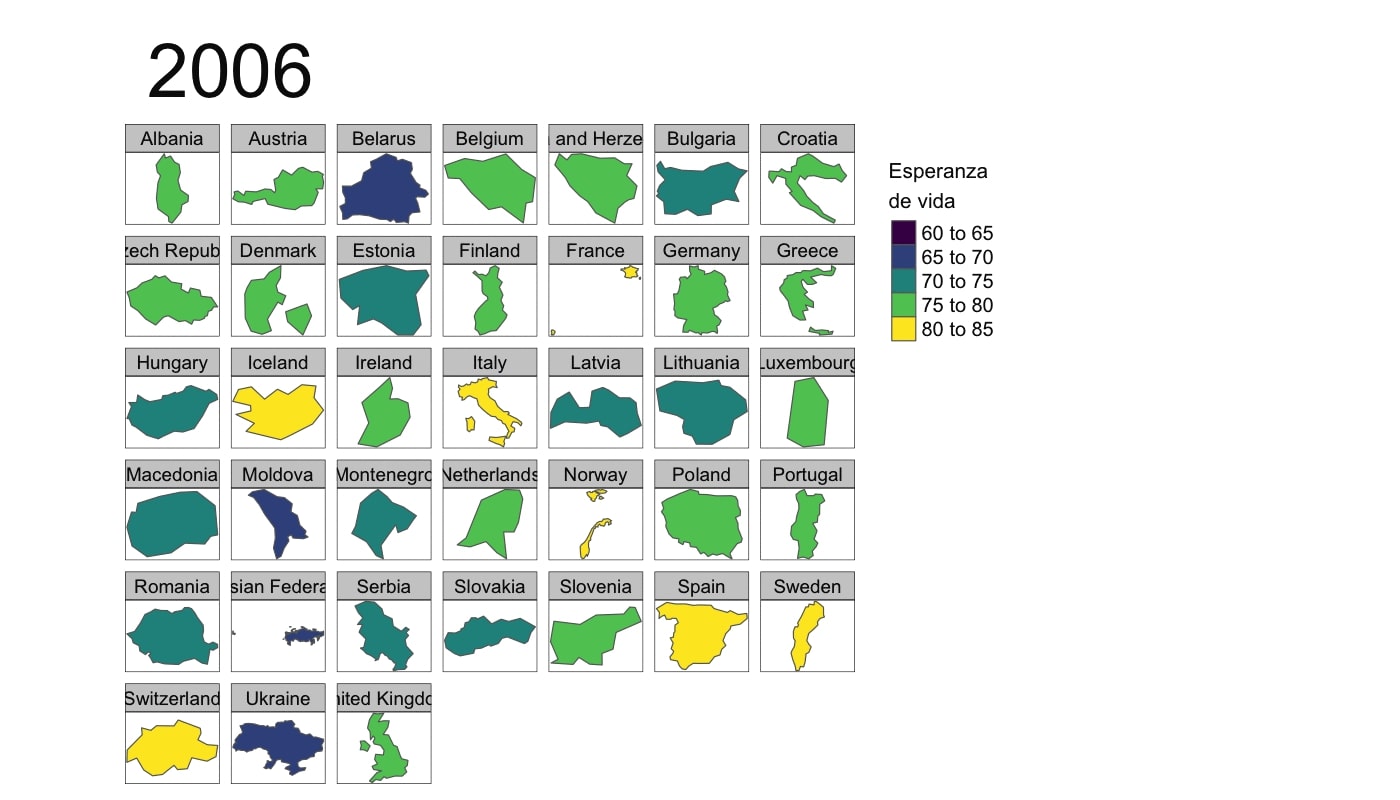 2006
Albania Austria Belarus Belgium and Herze Bulgaria Croatia
zech Repub Denmark Estonia Finland France Germany Greece
Hungary Iceland Ireland Italy Latvia Lithuania Luxembourg
Macedonia Moldova Montenegro Netherlands Norway Poland Portugal
Romania sian Federa Serbia Slovakia Slovenia Spain Sweden
Switzerland Ukraine nited Kingdo
Esperanza
de vida
60 to 65
65 to 70
70 to 75
75 to 80
80 to 85